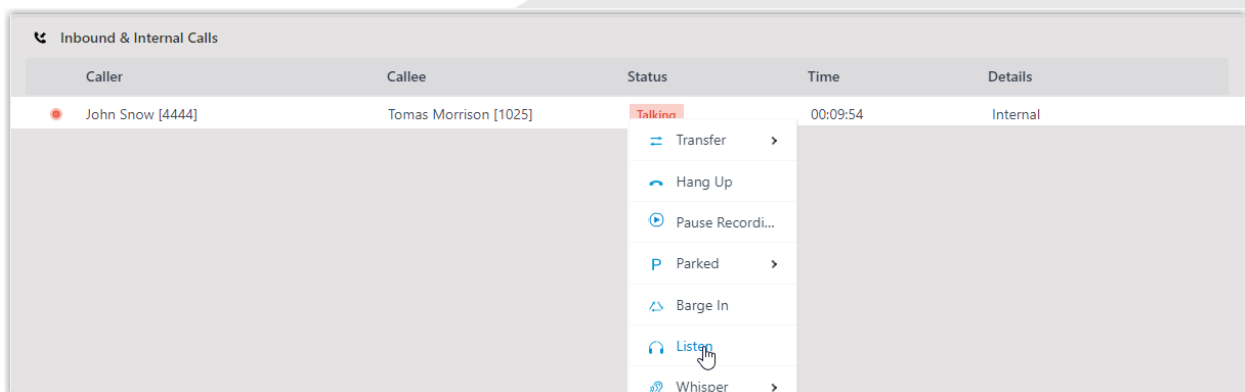 Inbound & Internal Calls
Caller Callee Status Time Details
John Snow [4444] Tomas Morrison [1025] Talking 00:09:54 Internal
Transfer
Hang Up
Pause Recordi...
P Parked
Barge In
Listen
Whisper